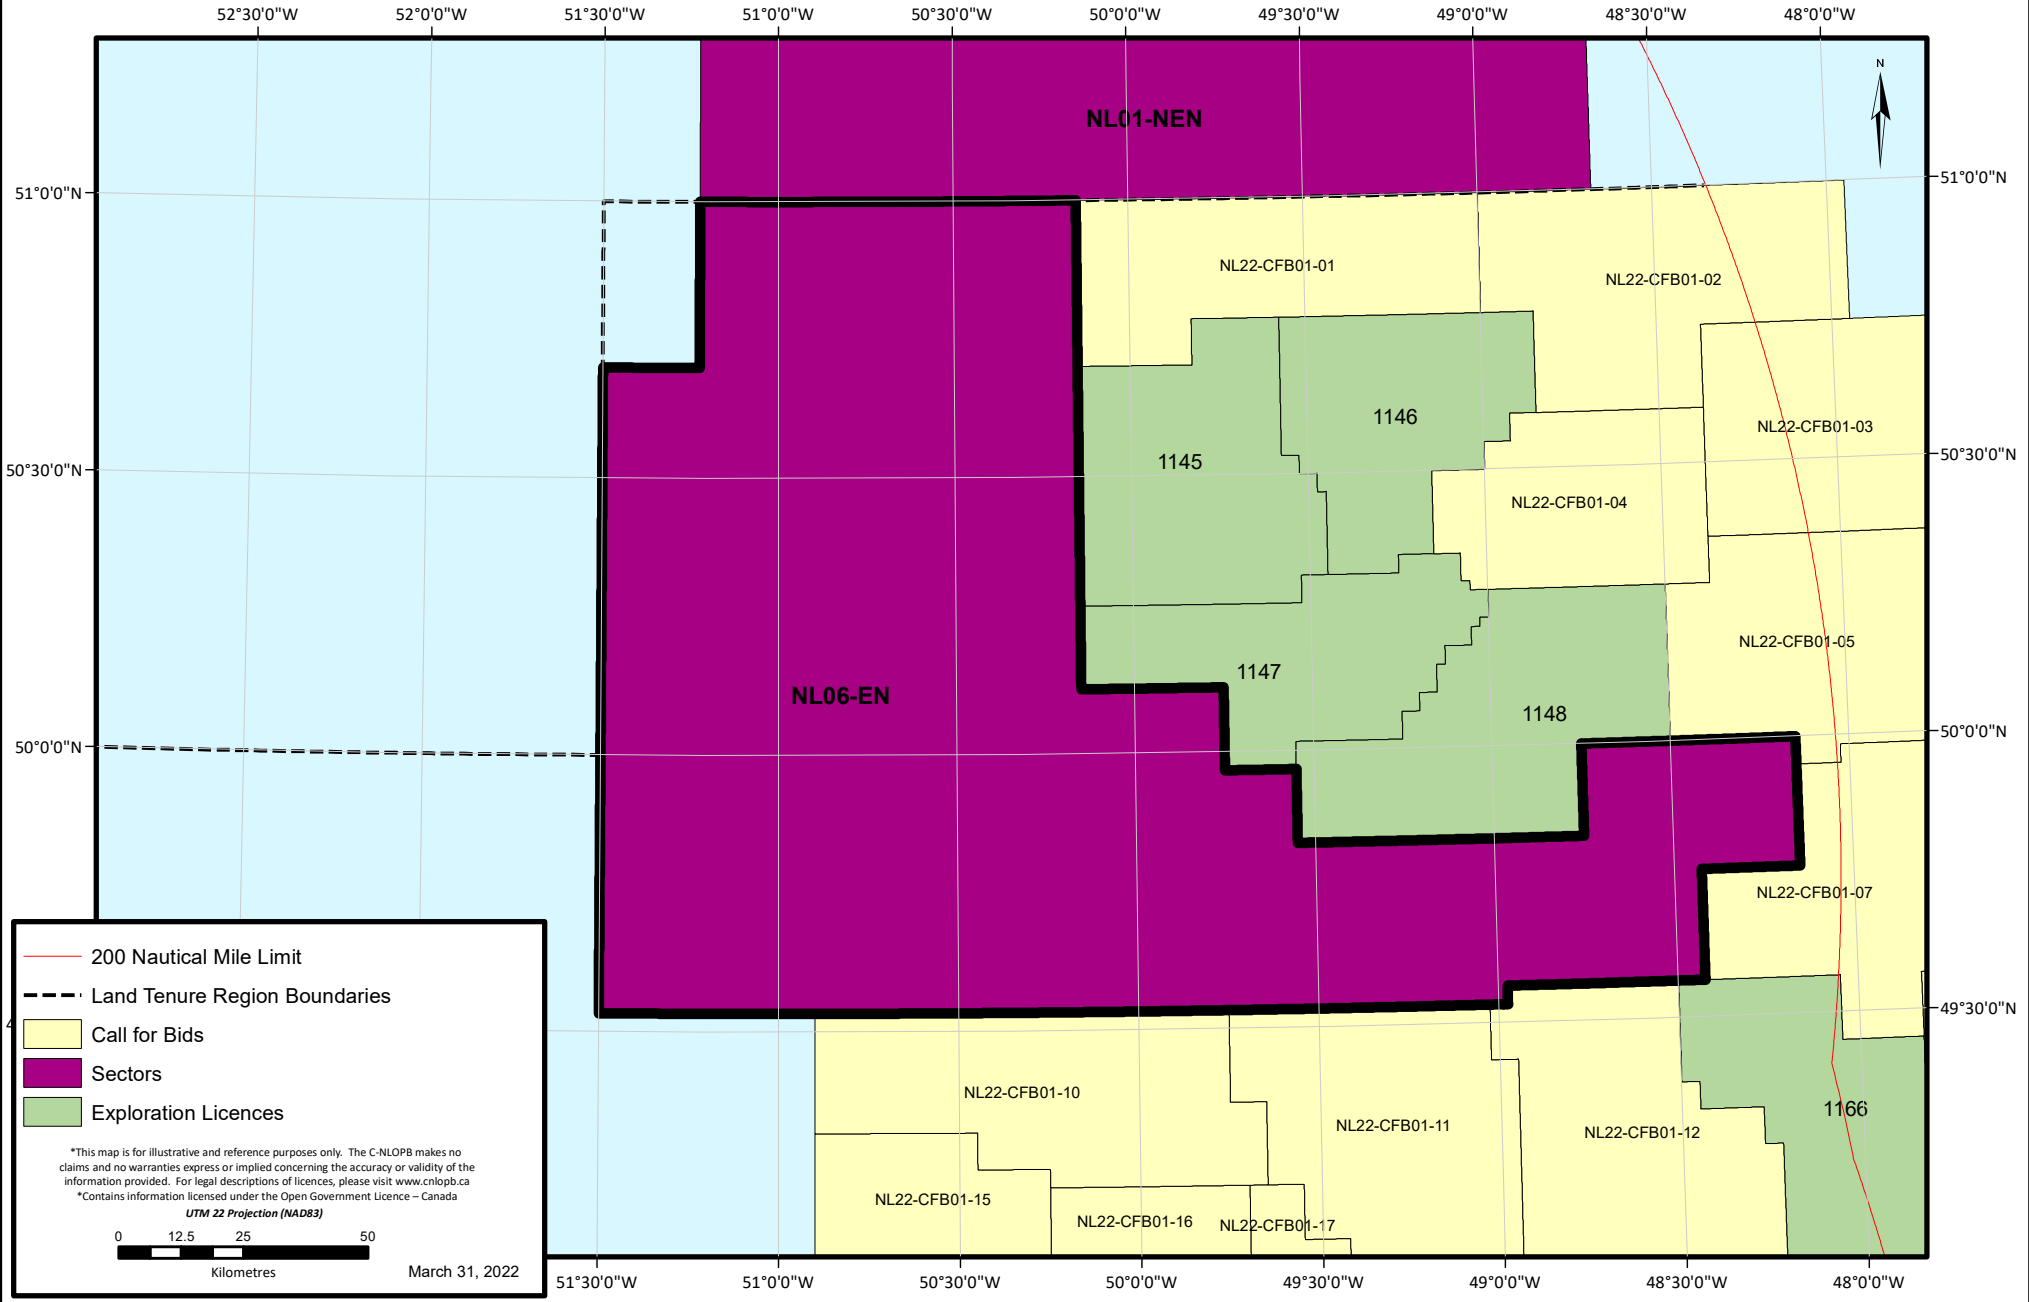 52°30'0"W 52°0'0"W 51°30'0"W 51°0'0"W 50°30'0"W 50°0'0"W 49°30'0"W 49°0'0"W 48°30'0"W 48°0'0"W
N
NL01-NEN
51°0'0"N 51°0'0"N
NL22-CFB01-01
NL22-CFB01-02
1146
NL22-CFB01-03
1145
50°30'0"N 50°30'0"N
NL22-CFB01-04
NL22-CFB01-05
1147
NL06-EN
1148
50°0'0"N 50°0'0"N
NL22-CFB01-07
200 Nautical Mile Limit
Land Tenure Region Boundaries
49°30'0"N
4
Call for Bids
Sectors
Exploration Licences
NL22-CFB01-10
1166
NL22-CFB01-11
NL22-CFB01-12
*This map is for illustrative and reference purposes only. The C-NLOPB makes no
claims and no warranties express or implied concerning the accuracy or validity of the
information provided. For legal descriptions of licences, please visit www.cnlopb.ca
*Contains information licensed under the Open Government Licence – Canada
UTM 22 Projection (NAD83)
NL22-CFB01-15
NL22-CFB01-16
NL22-CFB01-17
0 12.5 25 50
Kilometres
March 31, 2022
51°30'0"W 51°0'0"W 50°30'0"W 50°0'0"W 49°30'0"W 49°0'0"W 48°30'0"W 48°0'0"W